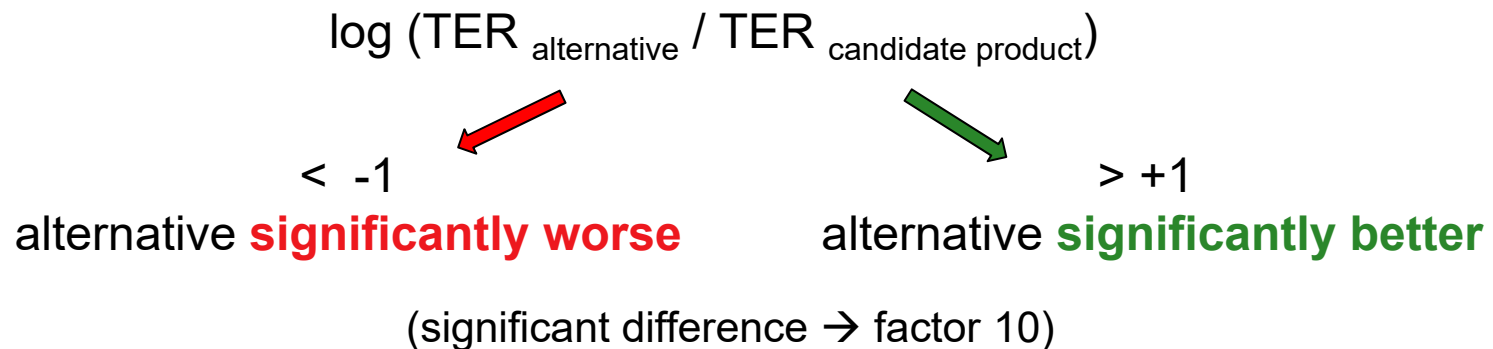 log (TER alternative / TER candidate product)
< -1 > +1
alternative significantly worse alternative significantly better
(significant difference → factor 10)